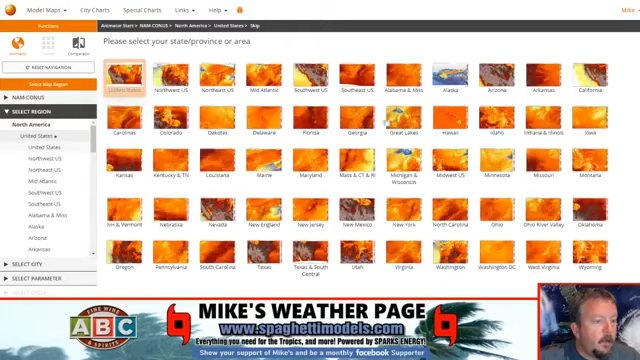 Model Maps City Charts Special Charts Links Help Mike
Functions
Animator Comparator
RESET NAVIGATION
Select Map Region
NAM-CONUS
SELECT REGION
North America
United States
United States
Northwest US
Northeast US
Mid Atlantic
Southwest US
Southeast US
Alabama & Miss
Alaska
Arizona
Arkansas
SELECT CITY
SELECT PARAMETER
Animator Start > NAM-CONUS > North America > United States > Skip
Please select your state/province or area
United States Northwest US Northeast US Mid Atlantic Southwest US Southeast US Alabama & Miss Alaska Arizona Arkansas California
Carolinas Colorado Dakotas Delaware Florida Georgia Great Lakes Hawaii Idaho Indiana & Illinois Iowa
Kansas Kentucky & TN Louisiana Maine Maryland Mass & CT & RI Michigan & Wisconsin Midwest US Minnesota Missouri Montana
NH & Vermont Nebraska Nevada New England New Jersey New Mexico New York North Carolina Ohio Ohio River Valley Oklahoma
Oregon Pennsylvania South Carolina Texas Texas & South Central Utah Virginia Washington Washington DC West Virginia Wyoming
FINE WINE
ABC
& SPIRITS
MIKE'S WEATHER PAGE
www.spaghettimodels.com
Everything you need for the Tropics, and more! Powered by SPARKS ENERGY!
Show your support of Mike's and be a monthly facebook Supporter